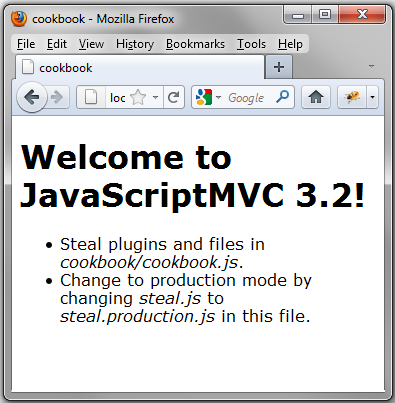 cookbook - Mozilla Firefox
File Edit View History Bookmarks Tools Help
cookbook
loc Google
Welcome to
JavaScriptMVC 3.2!
• Steal plugins and files in
cookbook/cookbook.js.
• Change to production mode by
changing steal.js to
steal.production.js in this file.